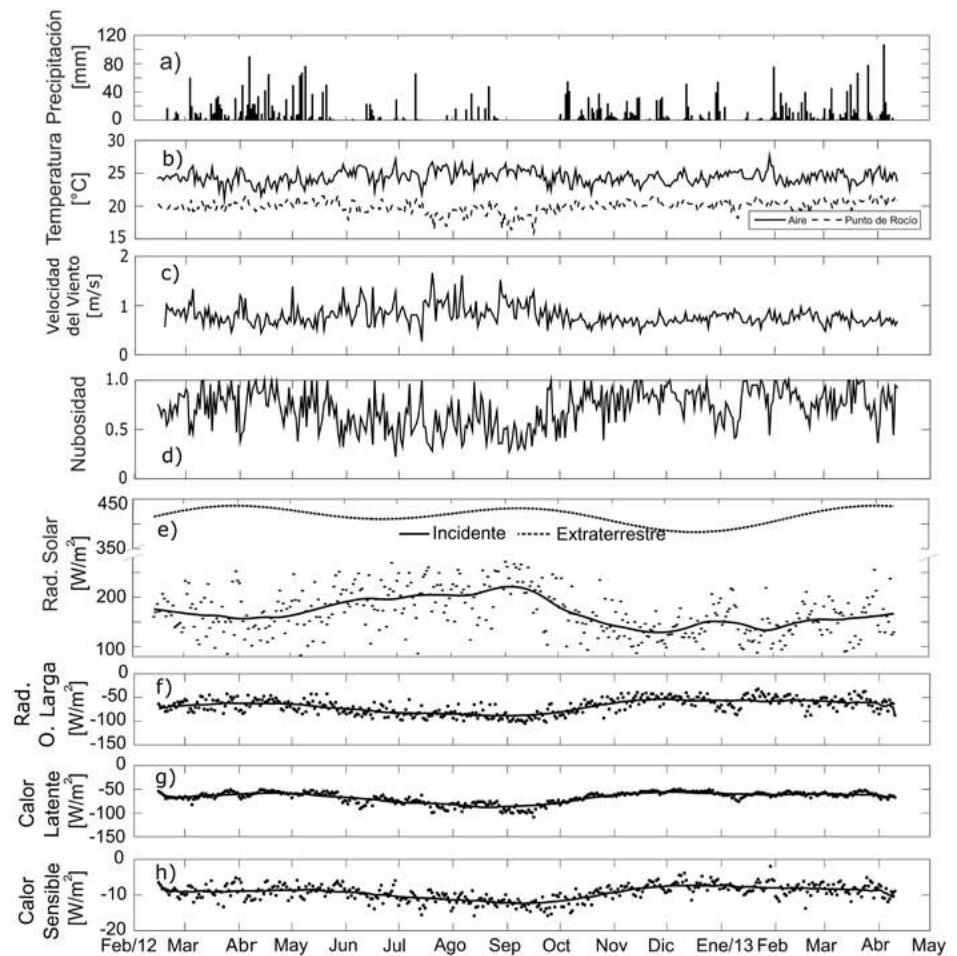 Precipitación
[mm]
a)
120
80
40
0
Temperatura
[°C]
b)
30
25
20
15
Aire
Punto de Rocío
Velocidad
del Viento
[m/s]
c)
2
1
0
Nubosidad
d)
1.0
0.5
0
Rad. Solar
[W/m²]
e)
450
350
200
100
Incidente
Extraterrestre
Rad.
O. Larga
[W/m²]
f)
0
-50
-100
-150
Calor
Latente
[W/m²]
g)
0
-50
-100
-150
Calor
Sensible
[W/m²]
h)
0
-10
-20
Feb/12 Mar Abr May Jun Jul Ago Sep Oct Nov Dic Ene/13 Feb Mar Abr May